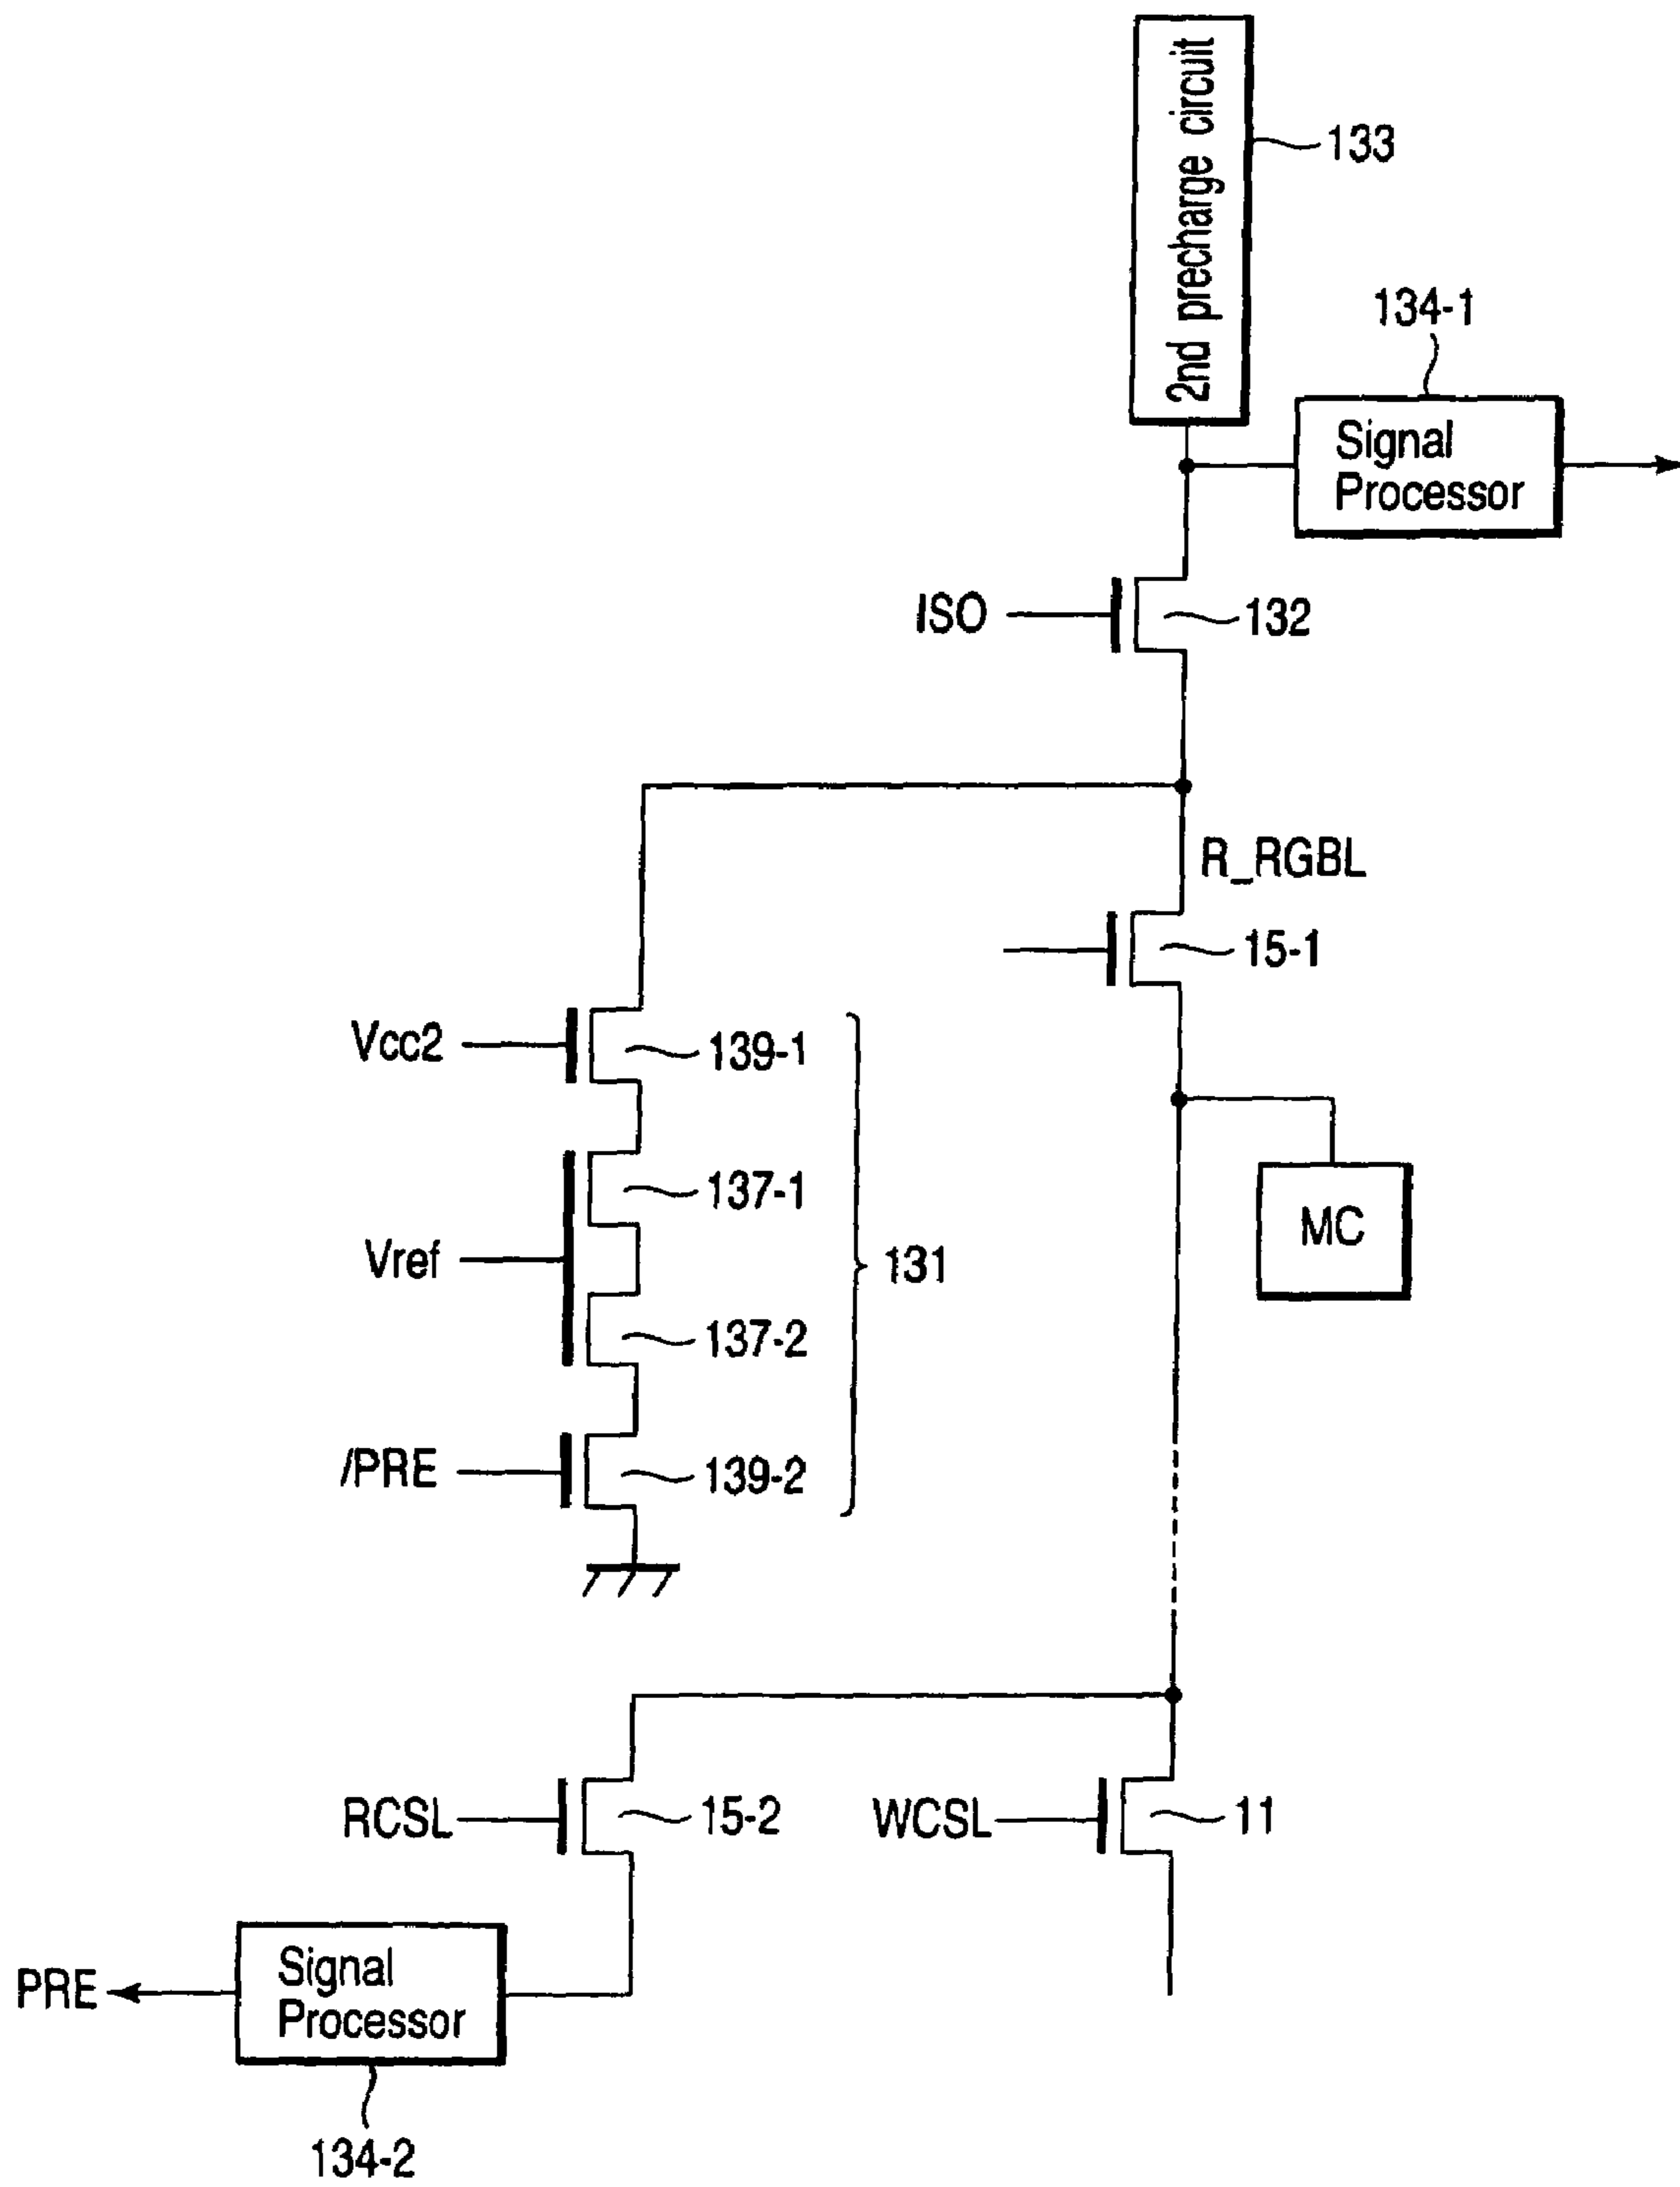 2nd precharge circuit
133
134-1
Signal
Processor
ISO
132
R_RGBL
15-1
Vcc2
139-1
137-1
MC
Vref
131
137-2
/PRE
139-2
RCSL
15-2
WCSL
11
PRE
Signal
Processor
134-2